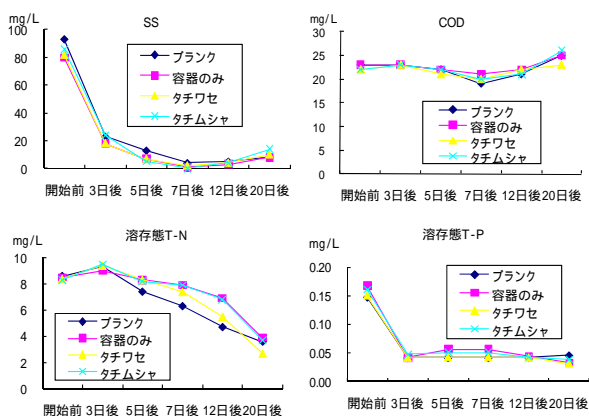 mg/L
SS
100
80
60
40
20
0
ブランク
容器のみ
タチワセ
タチムシャ
開始前 3日後 5日後 7日後 12日後 20日後
mg/L
COD
30
25
20
15
10
5
0
ブランク
容器のみ
タチワセ
タチムシャ
開始前 3日後 5日後 7日後 12日後 20日後
mg/L
溶存態T-N
10
8
6
4
2
0
ブランク
容器のみ
タチワセ
タチムシャ
開始前 3日後 5日後 7日後 12日後 20日後
mg/L
溶存態T-P
0.20
0.15
0.10
0.05
0.00
ブランク
容器のみ
タチワセ
タチムシャ
開始前 3日後 5日後 7日後 12日後 20日後